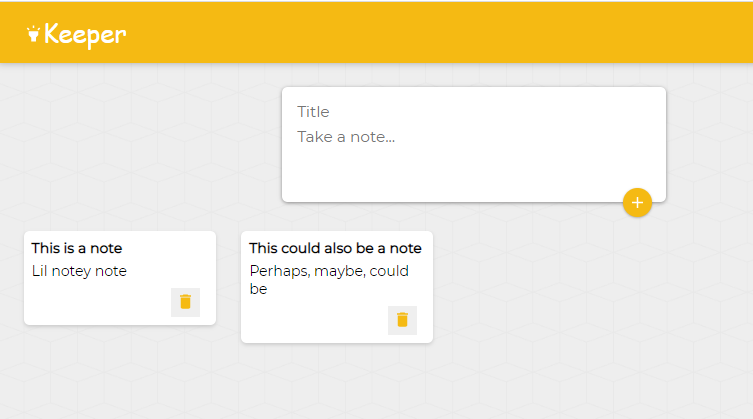 Keeper
Title
Take a note...
This is a note
Lil notey note
This could also be a note
Perhaps, maybe, could
be